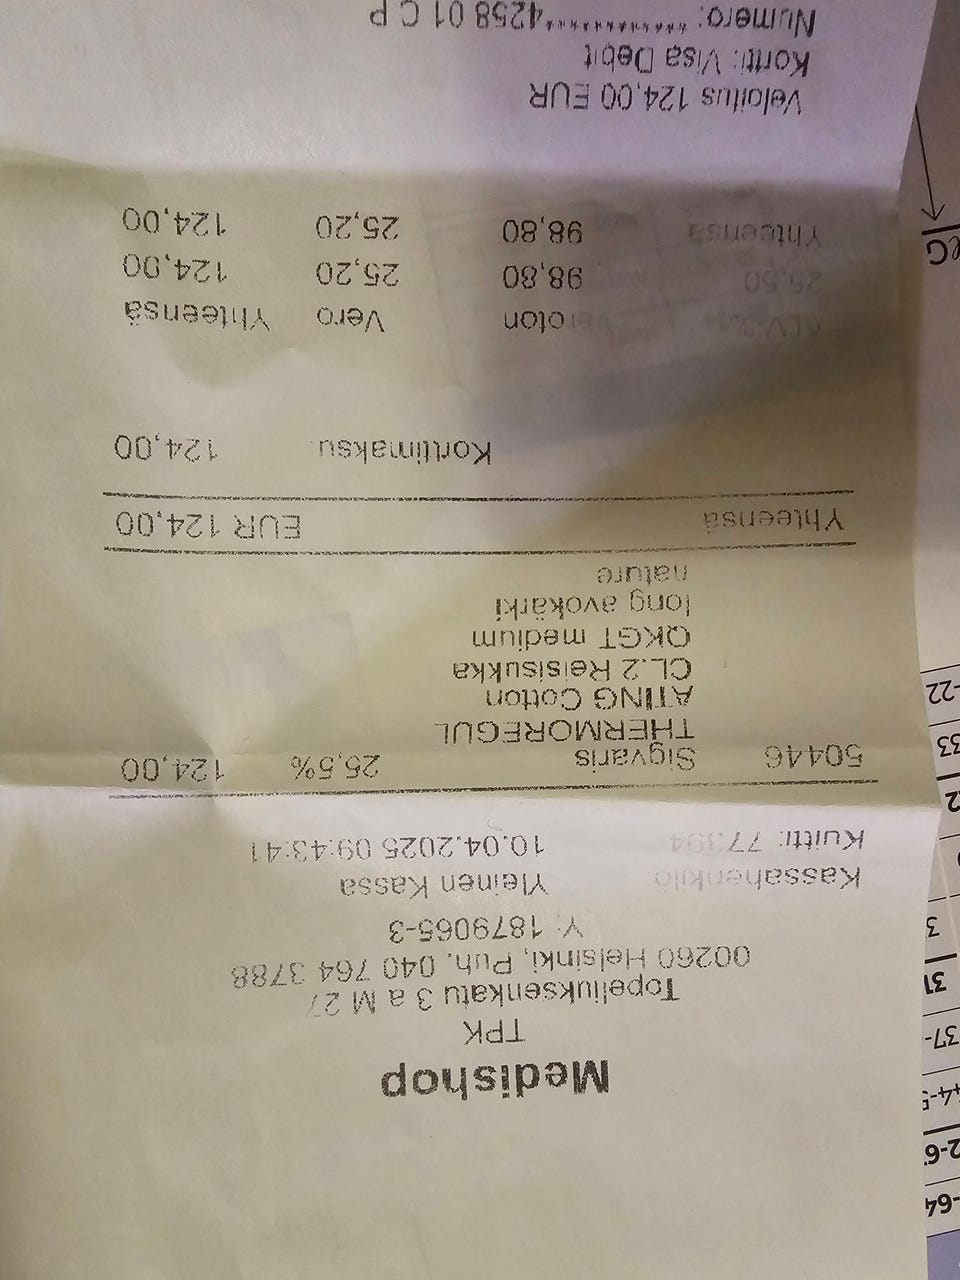 Medishop
TPK
Topeliuksenkatu 3 a M 27
00260 Helsinki, Puh. 040 764 3788
Y: 1879065-3
Kassahenkilö: Yleinen Kassa
Kuitti: 77304 10.04.2025 09:43:41
50446 Sigvaris 25,5% 124,00
THERMOREGUL
ATING Cotton
CL.2 Reisisukka
QKGT medium
long avokärki
nature
Yhteensä EUR 124,00
Korttimaksu 124,00
ALV Veroton Vero Yhteensä
25,50 98,80 25,20 124,00
Yhteensä 98,80 25,20 124,00
Veloitus 124,00 EUR
Kortti: Visa Debit
Numero: 4258 01 C P